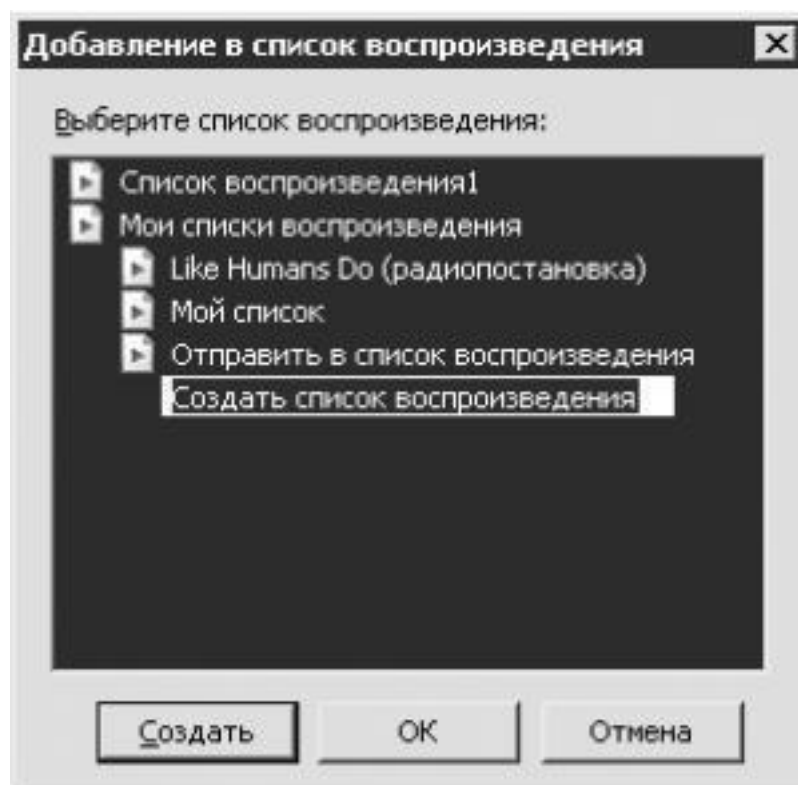 Добавление в список воспроизведения
Выберите список воспроизведения:
Список воспроизведения1
Мои списки воспроизведения
Like Humans Do (радиопостановка)
Мой список
Отправить в список воспроизведения
Создать список воспроизведения
Создать ОК Отмена